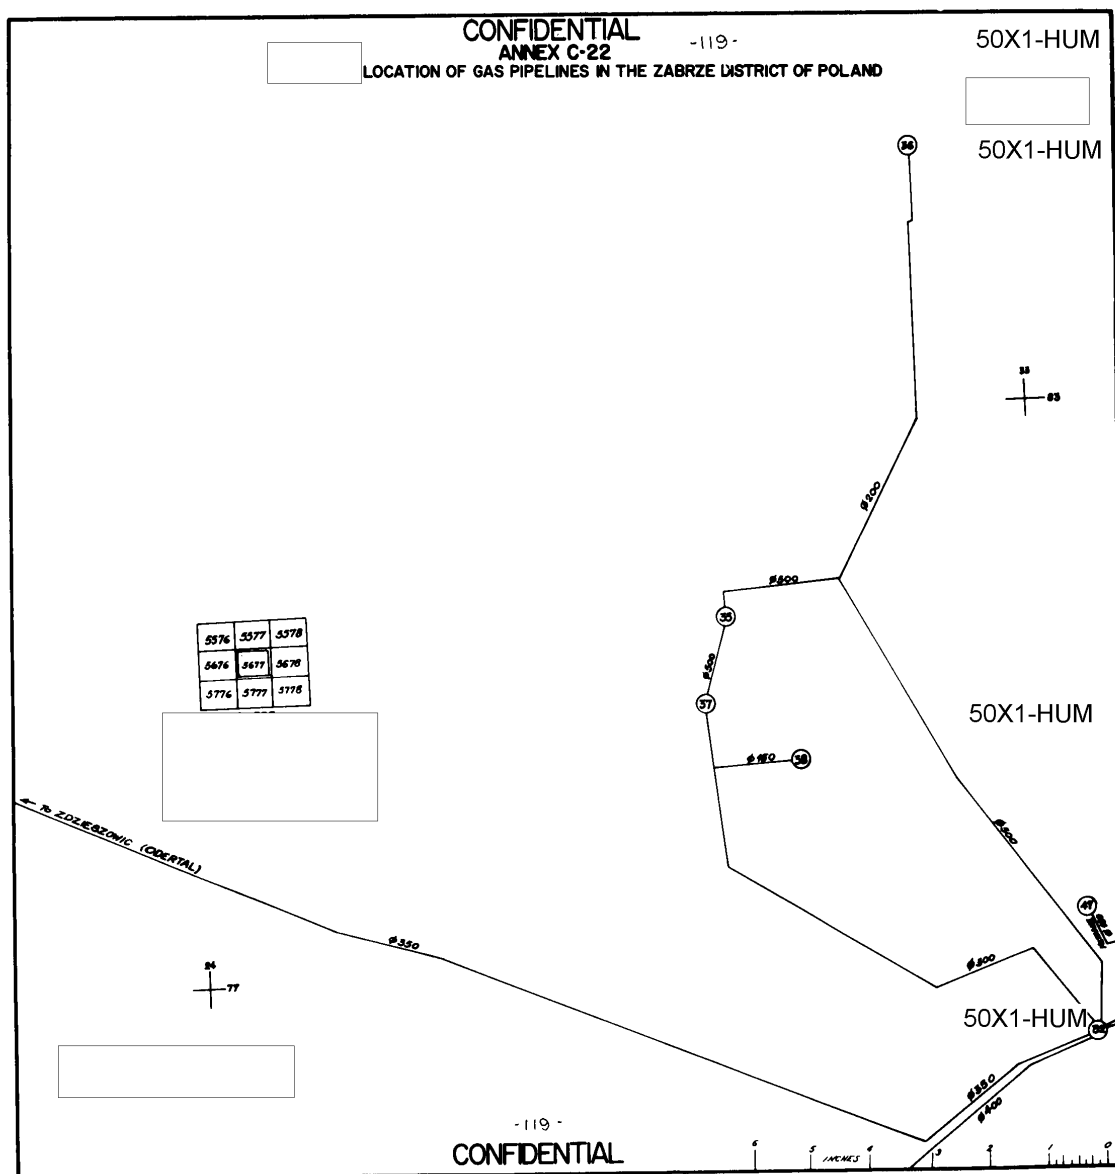 CONFIDENTIAL
-119-
50X1-HUM
ANNEX C-22
LOCATION OF GAS PIPELINES IN THE ZABRZE DISTRICT OF POLAND
50X1-HUM
36
33
83
ø200
ø500
35
ø500
37
5576 5577 5578
5676 5677 5678
5776 5777 5778
50X1-HUM
38
ø500
← TO ZDZIESZOWIC (ODERTAL)
47
ø350
ø300
24
77
50X1-HUM
ø350
ø400
-119-
CONFIDENTIAL
6 5 INCHES 4 3 2 1 0